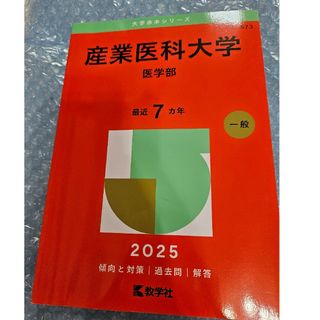 大学赤本シリーズ
573
産業医科大学
医学部
最近7カ年
一般
2025
傾向と対策｜過去問｜解答
教学社